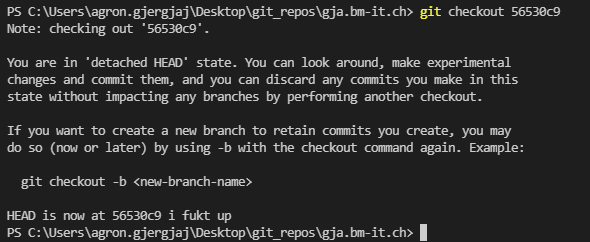 PS C:\Users\agron.gjergjaj\Desktop\git_repos\gja.bm-it.ch> git checkout 56530c9
Note: checking out '56530c9'.
You are in 'detached HEAD' state. You can look around, make experimental
changes and commit them, and you can discard any commits you make in this
state without impacting any branches by performing another checkout.
If you want to create a new branch to retain commits you create, you may
do so (now or later) by using -b with the checkout command again. Example:
git checkout -b <new-branch-name>
HEAD is now at 56530c9 i fukt up
PS C:\Users\agron.gjergjaj\Desktop\git_repos\gja.bm-it.ch>